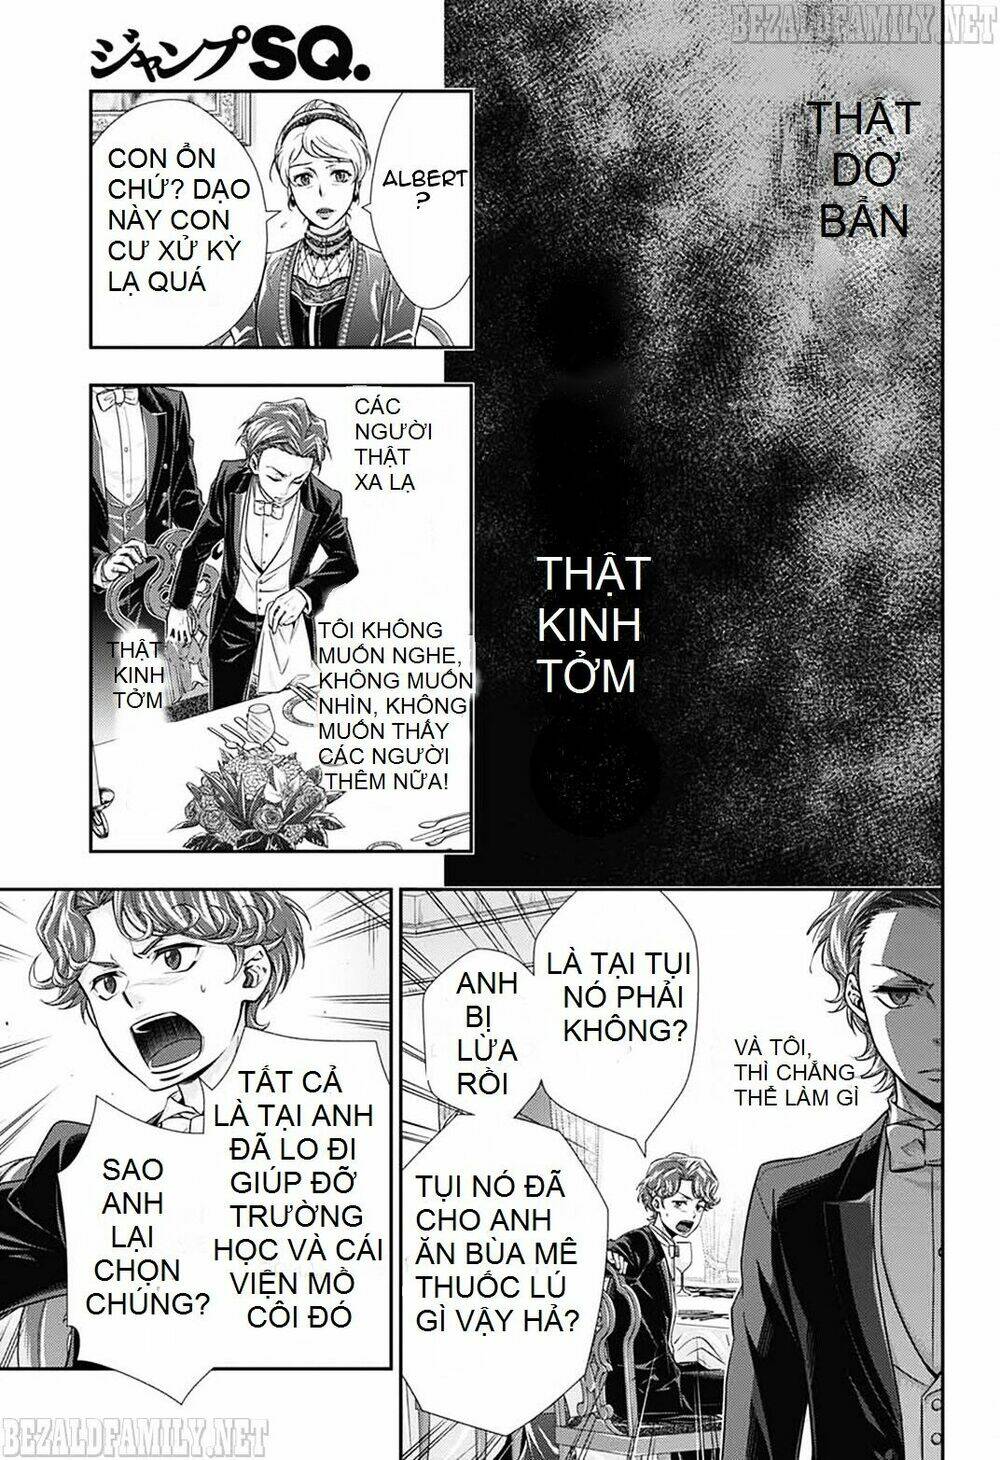 BEZALDFAMILY.NET
ジャンプSQ.
THẬT
DƠ
BẨN
THẬT
KINH
TỞM
ALBERT
?
CON ỔN
CHỨ? DẠO
NÀY CON
CƯ XỬ KỲ
LẠ QUÁ
CÁC
NGƯỜI
THẬT
XA LẠ
TÔI KHÔNG
MUỐN NGHE,
KHÔNG MUỐN
NHÌN, KHÔNG
MUỐN THẤY
CÁC NGƯỜI
THÊM NỮA!
THẬT
KINH
TỞM
VÀ TÔI,
THÌ CHẲNG
THỂ LÀM GÌ
LÀ TẠI TỤI
NÓ PHẢI
KHÔNG?
ANH
BỊ
LỪA
RỒI
TỤI NÓ ĐÃ
CHO ANH
ĂN BÙA MÊ
THUỐC LÚ
GÌ VẬY HẢ?
TẤT CẢ
LÀ TẠI ANH
ĐÃ LO ĐI
GIÚP ĐỠ
TRƯỜNG
HỌC VÀ CÁI
VIỆN MỒ
CÔI ĐÓ
SAO
ANH
LẠI
CHỌN
CHÚNG?
BEZALDFAMILY.NET